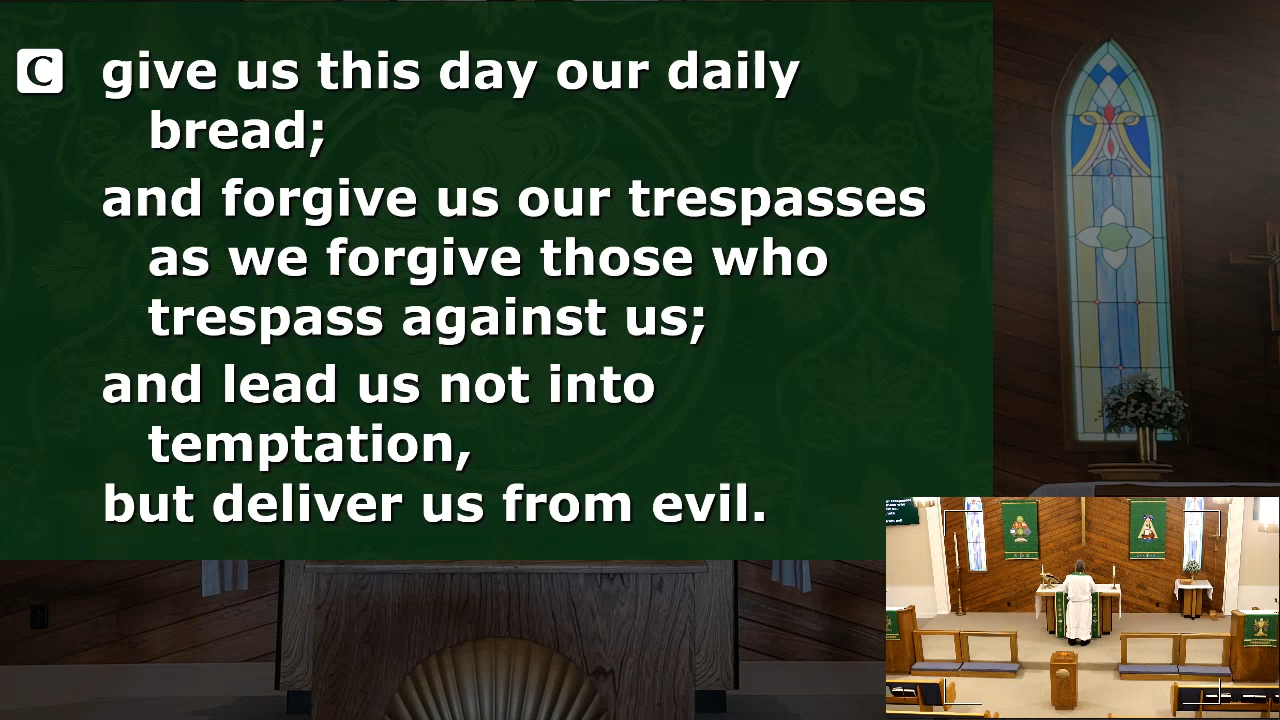 C give us this day our daily
bread;
and forgive us our trespasses
as we forgive those who
trespass against us;
and lead us not into
temptation,
but deliver us from evil.